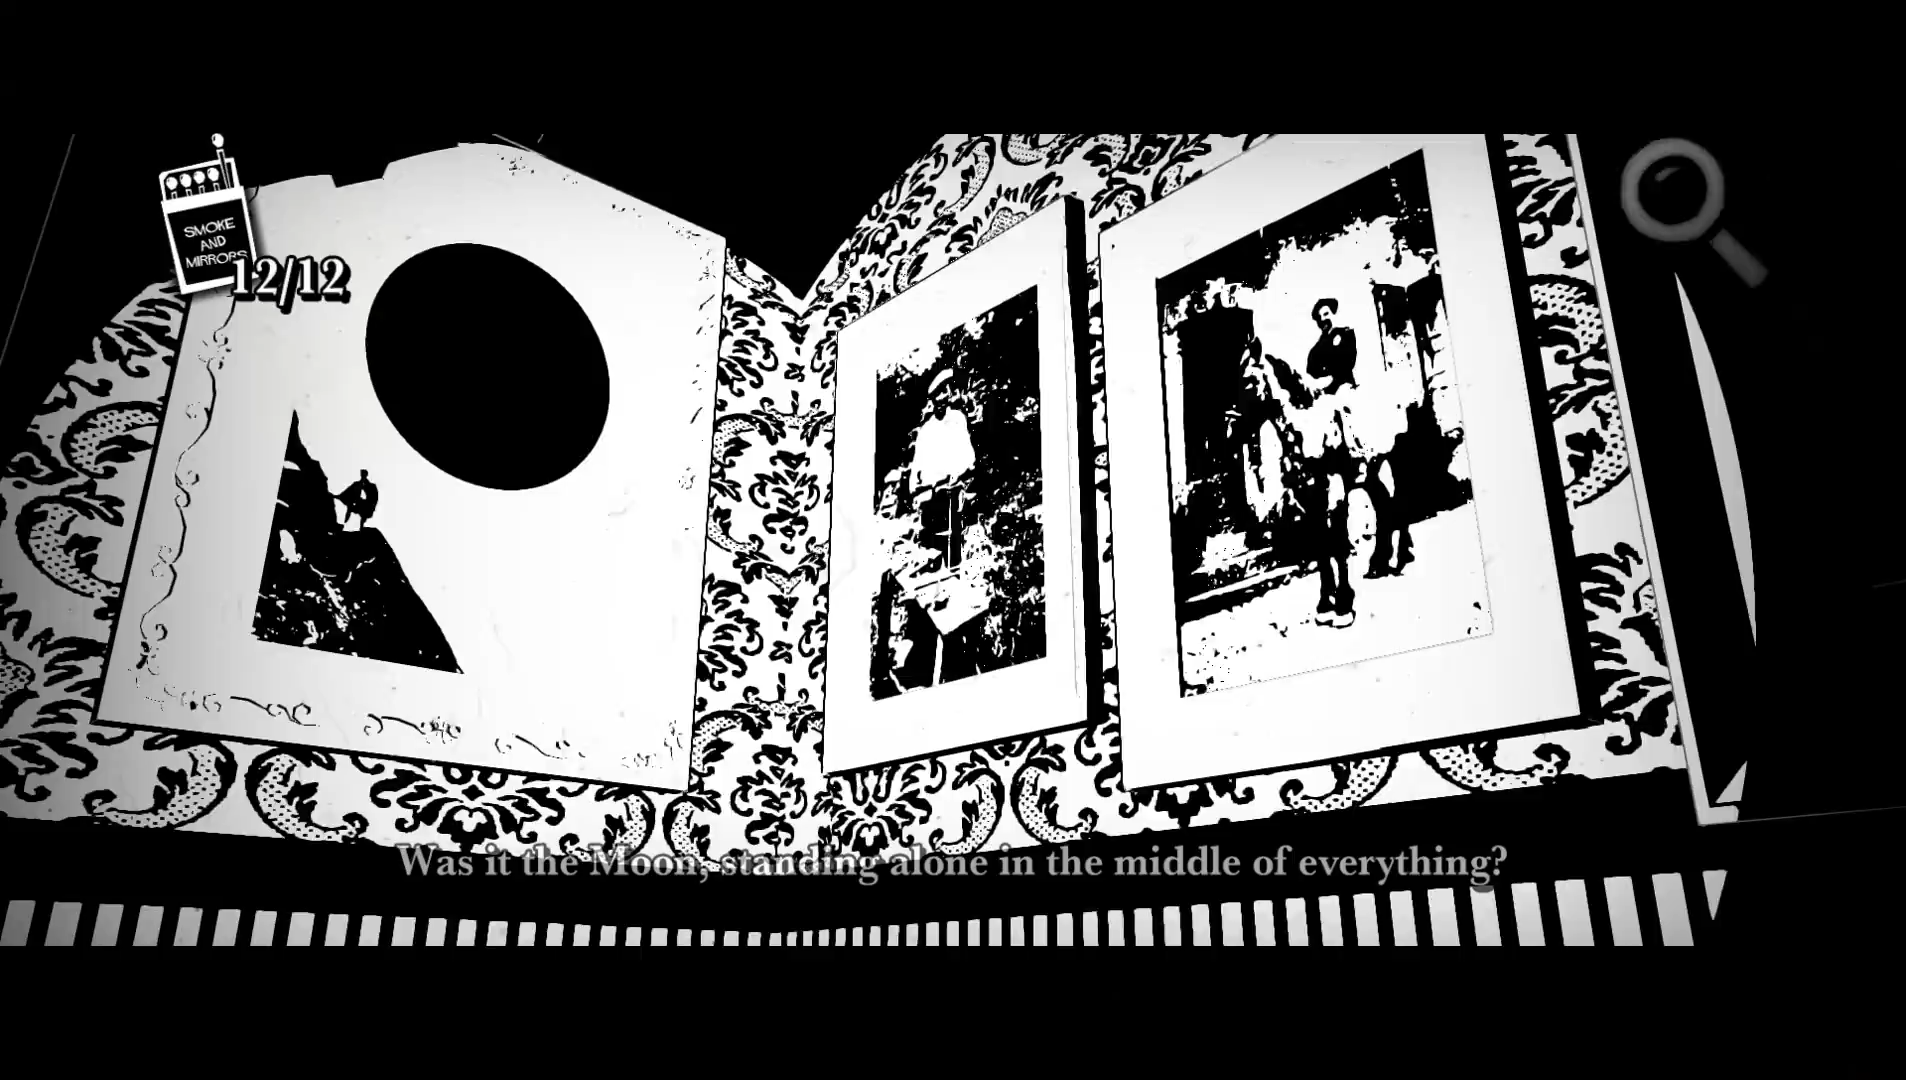 SMOKE
AND
MIRRORS
12/12
Was it the Moon, standing alone in the middle of everything?